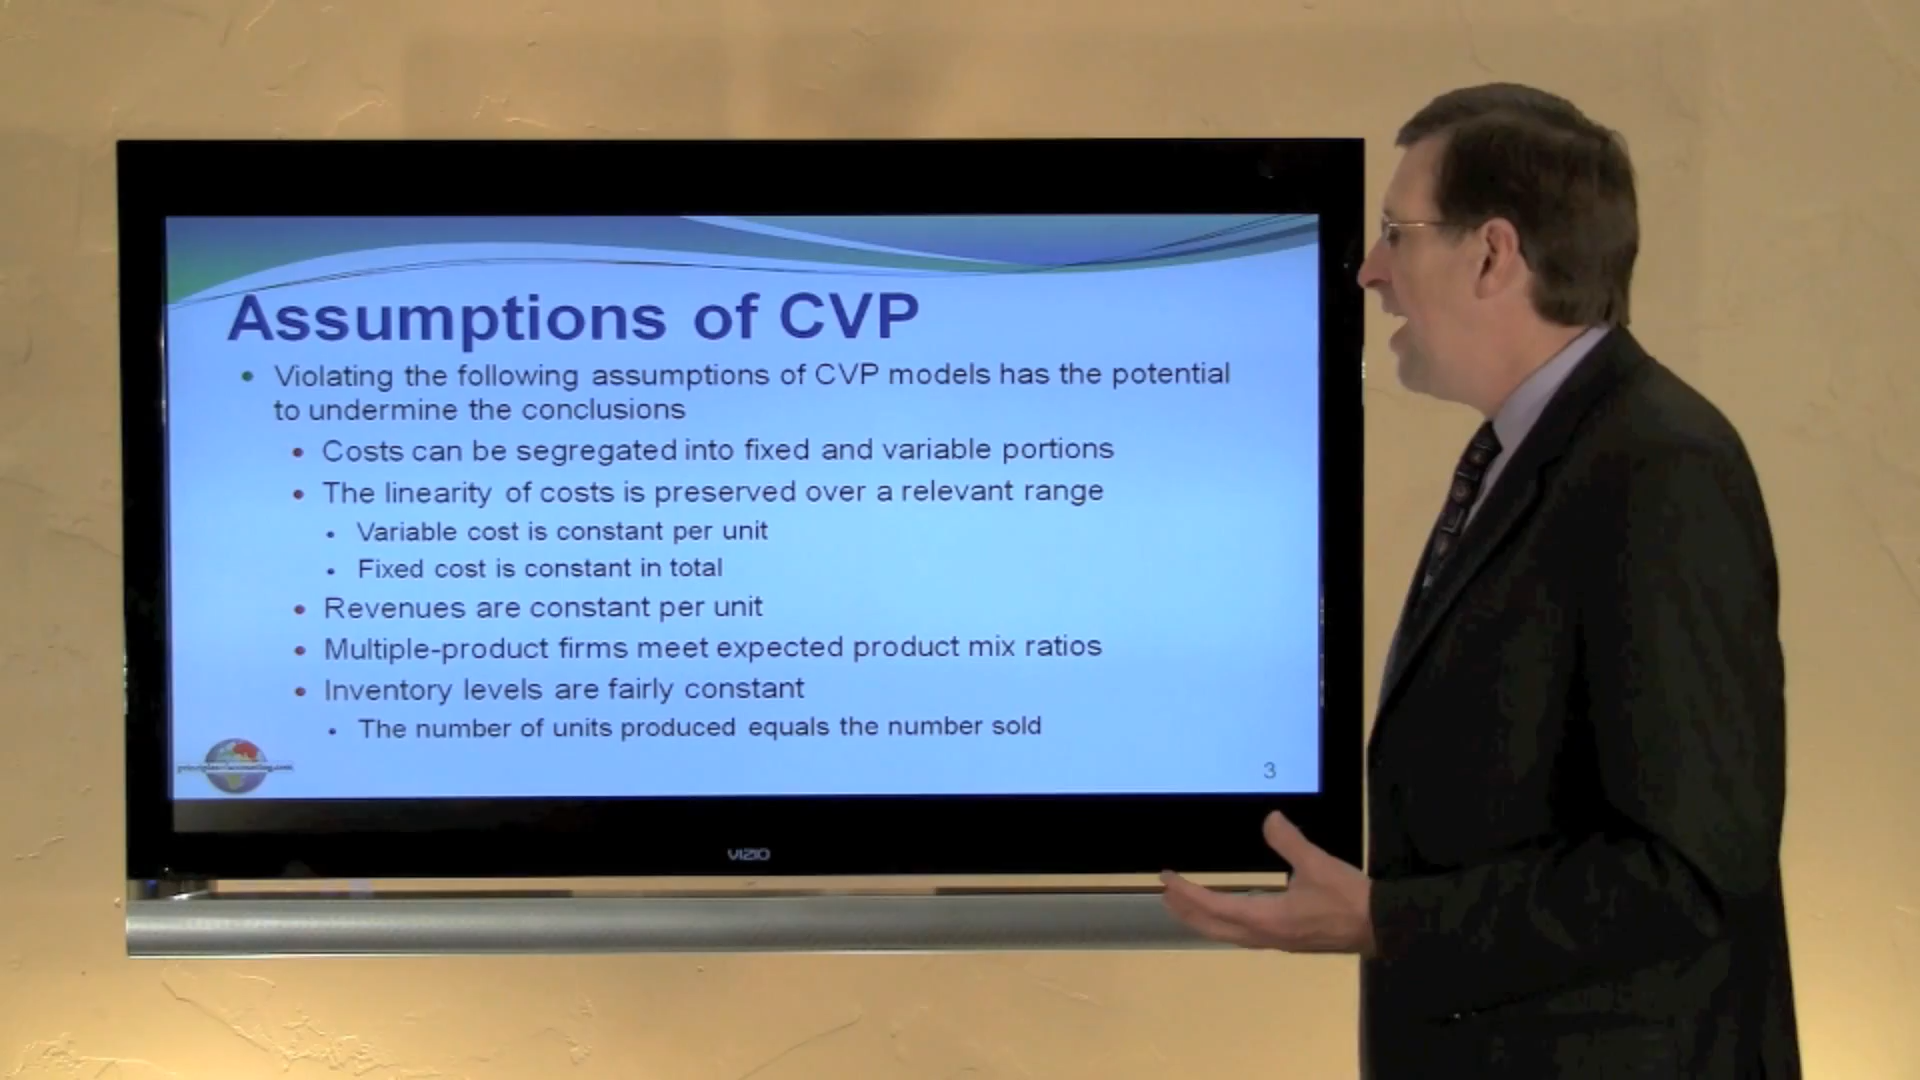 Assumptions of CVP
• Violating the following assumptions of CVP models has the potential
to undermine the conclusions
• Costs can be segregated into fixed and variable portions
• The linearity of costs is preserved over a relevant range
• Variable cost is constant per unit
• Fixed cost is constant in total
• Revenues are constant per unit
• Multiple-product firms meet expected product mix ratios
• Inventory levels are fairly constant
• The number of units produced equals the number sold
principlesofaccounting.com
3
VIZIO